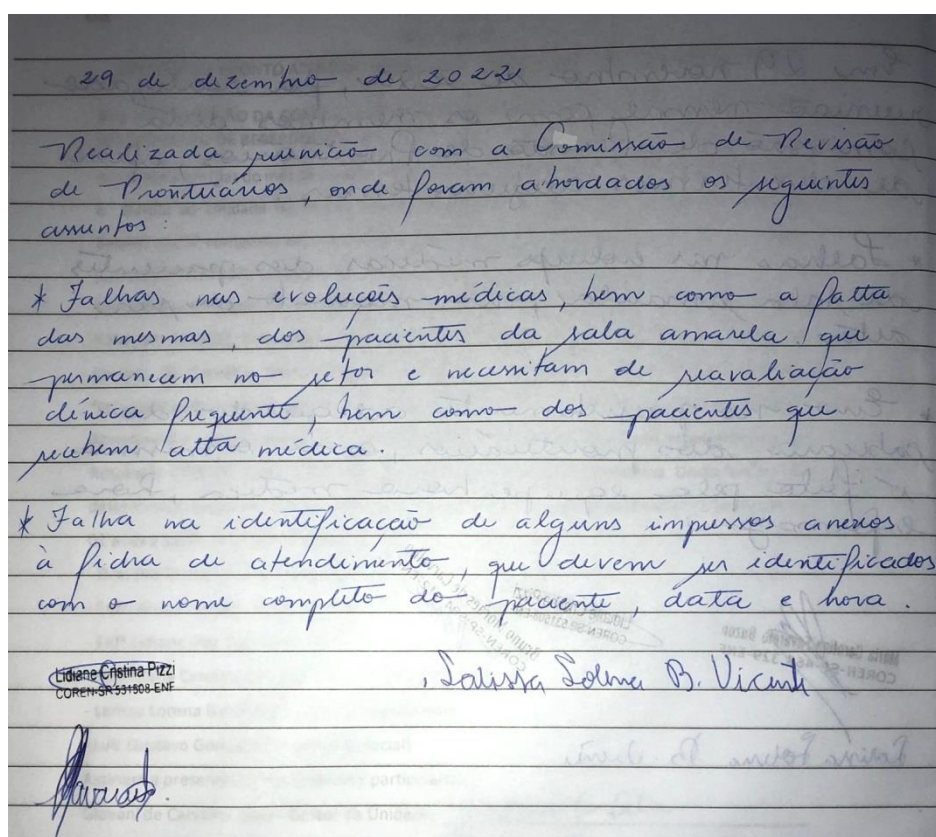 29 de dezembro de 2022
Realizada reunião com a Comissão de Revisão
de Prontuários, onde foram abordados os seguintes
assuntos:
* Falhas nas evoluções médicas, bem como a falta
das mesmas, dos pacientes da sala amarela que
permanecem no setor e necessitam de reavaliação
clínica frequente, bem como dos pacientes que
recebem alta médica.
* Falha na identificação de alguns impressos anexos
à ficha de atendimento, que devem ser identificados
com o nome completo do paciente, data e hora.
Lidiane Cristina Pizzi
COREN-SP 531508-ENF
B. Vicente